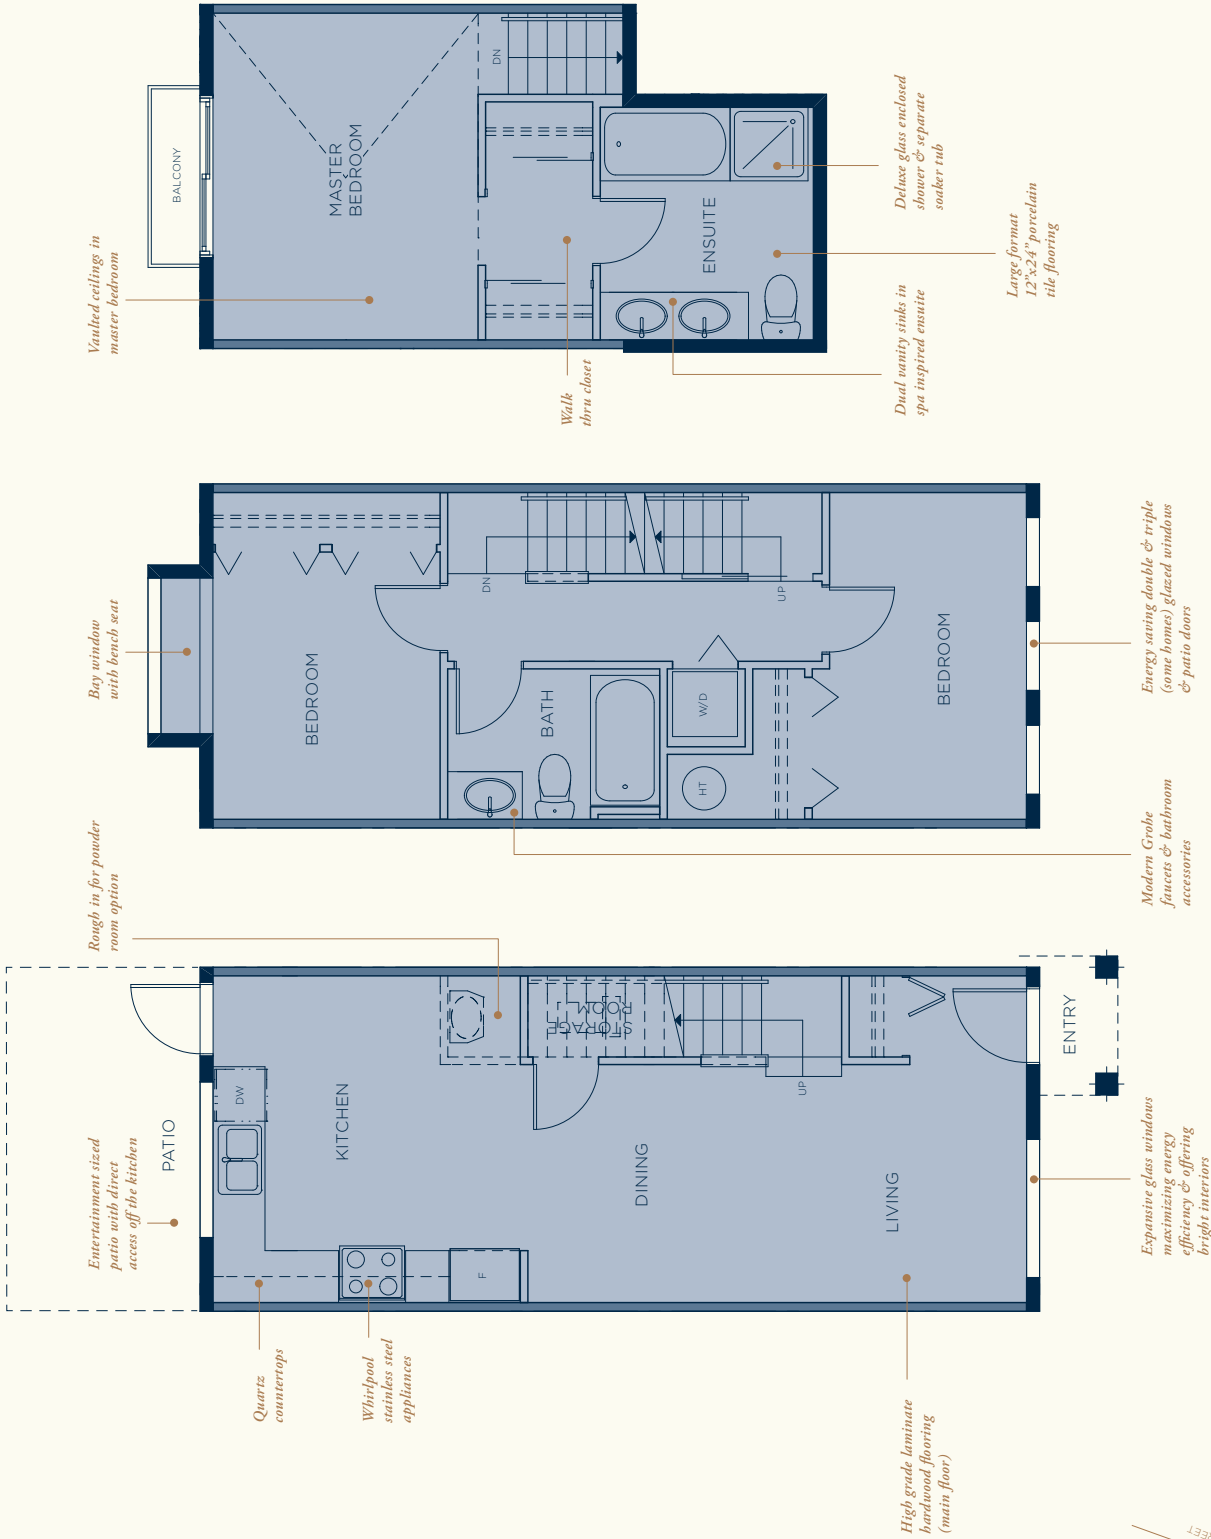 Entertainment sized
patio with direct
access off the kitchen
PATIO
Rough in for powder
room option
KITCHEN
DW
F
Quartz
countertops
Whirlpool
stainless steel
appliances
STORAGE
ROOM
DINING
UP
LIVING
High grade laminate
hardwood flooring
(main floor)
ENTRY
Expansive glass windows
maximizing energy
efficiency & offering
bright interiors
Bay window
with bench seat
BEDROOM
DN
BATH
W/D
HT
UP
BEDROOM
Modern Grohe
faucets & bathroom
accessories
Energy saving double & triple
(some homes) glazed windows
& patio doors
Vaulted ceilings in
master bedroom
BALCONY
MASTER
BEDROOM
DN
Walk
thru closet
ENSUITE
Dual vanity sinks in
spa inspired ensuite
Deluxe glass enclosed
shower & separate
soaker tub
Large format
12”x24” porcelain
tile flooring